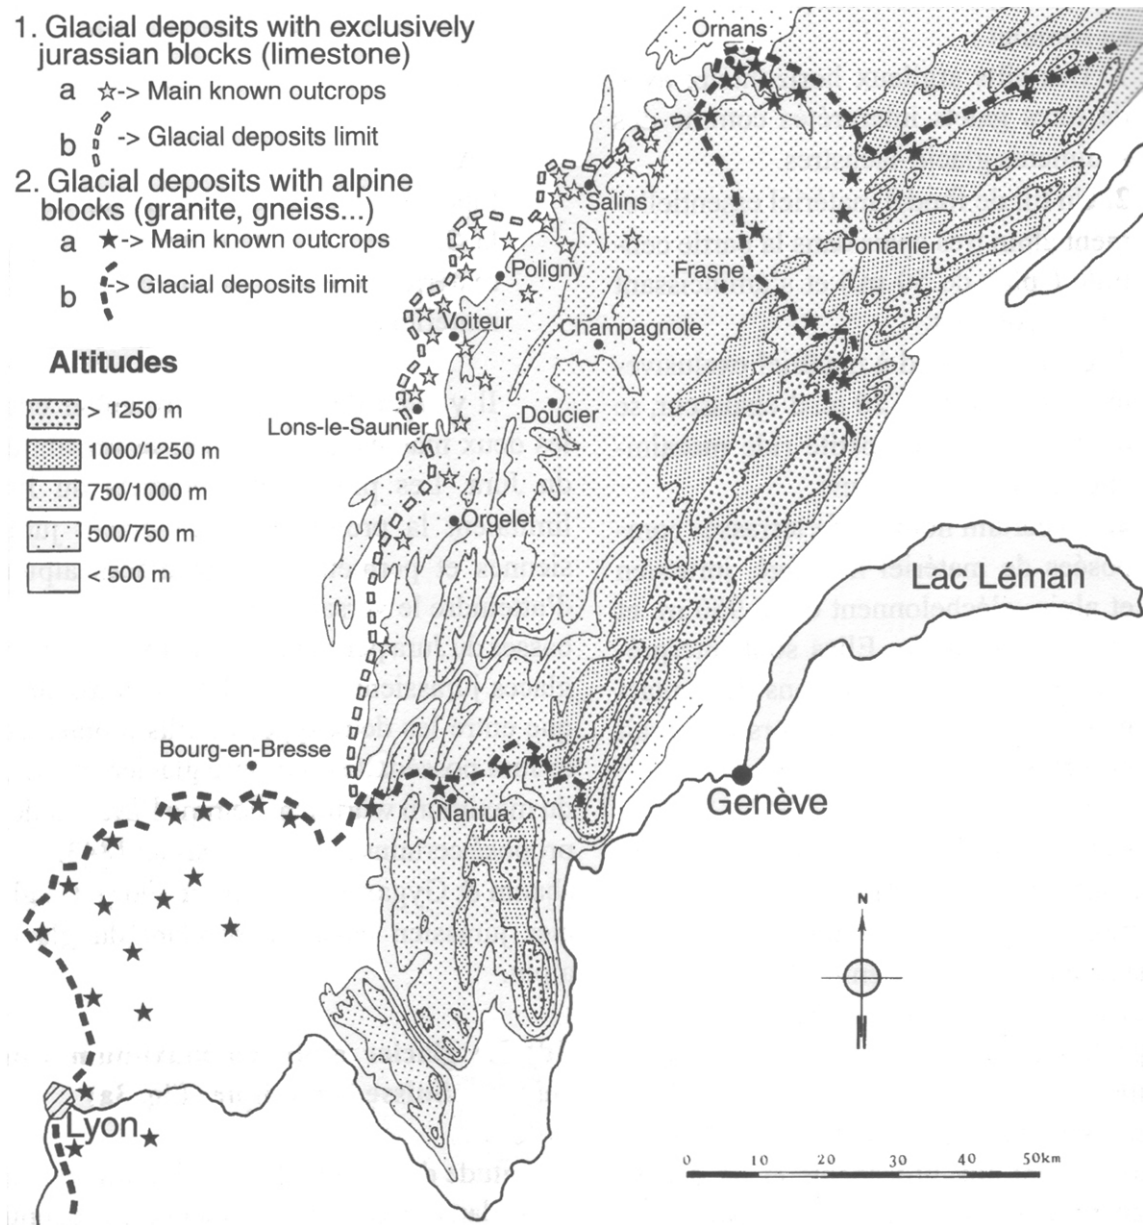 1. Glacial deposits with exclusively
jurassian blocks (limestone)
a -> Main known outcrops
b -> Glacial deposits limit
2. Glacial deposits with alpine
blocks (granite, gneiss...)
a -> Main known outcrops
b -> Glacial deposits limit
Altitudes
> 1250 m
1000/1250 m
750/1000 m
500/750 m
< 500 m
Ornans
Salins
Pontarlier
Poligny
Frasne
Voiteur
Champagnole
Doucier
Lons-le-Saunier
Orgelet
Lac Léman
Bourg-en-Bresse
Genève
Nantua
N
Lyon
0 10 20 30 50km